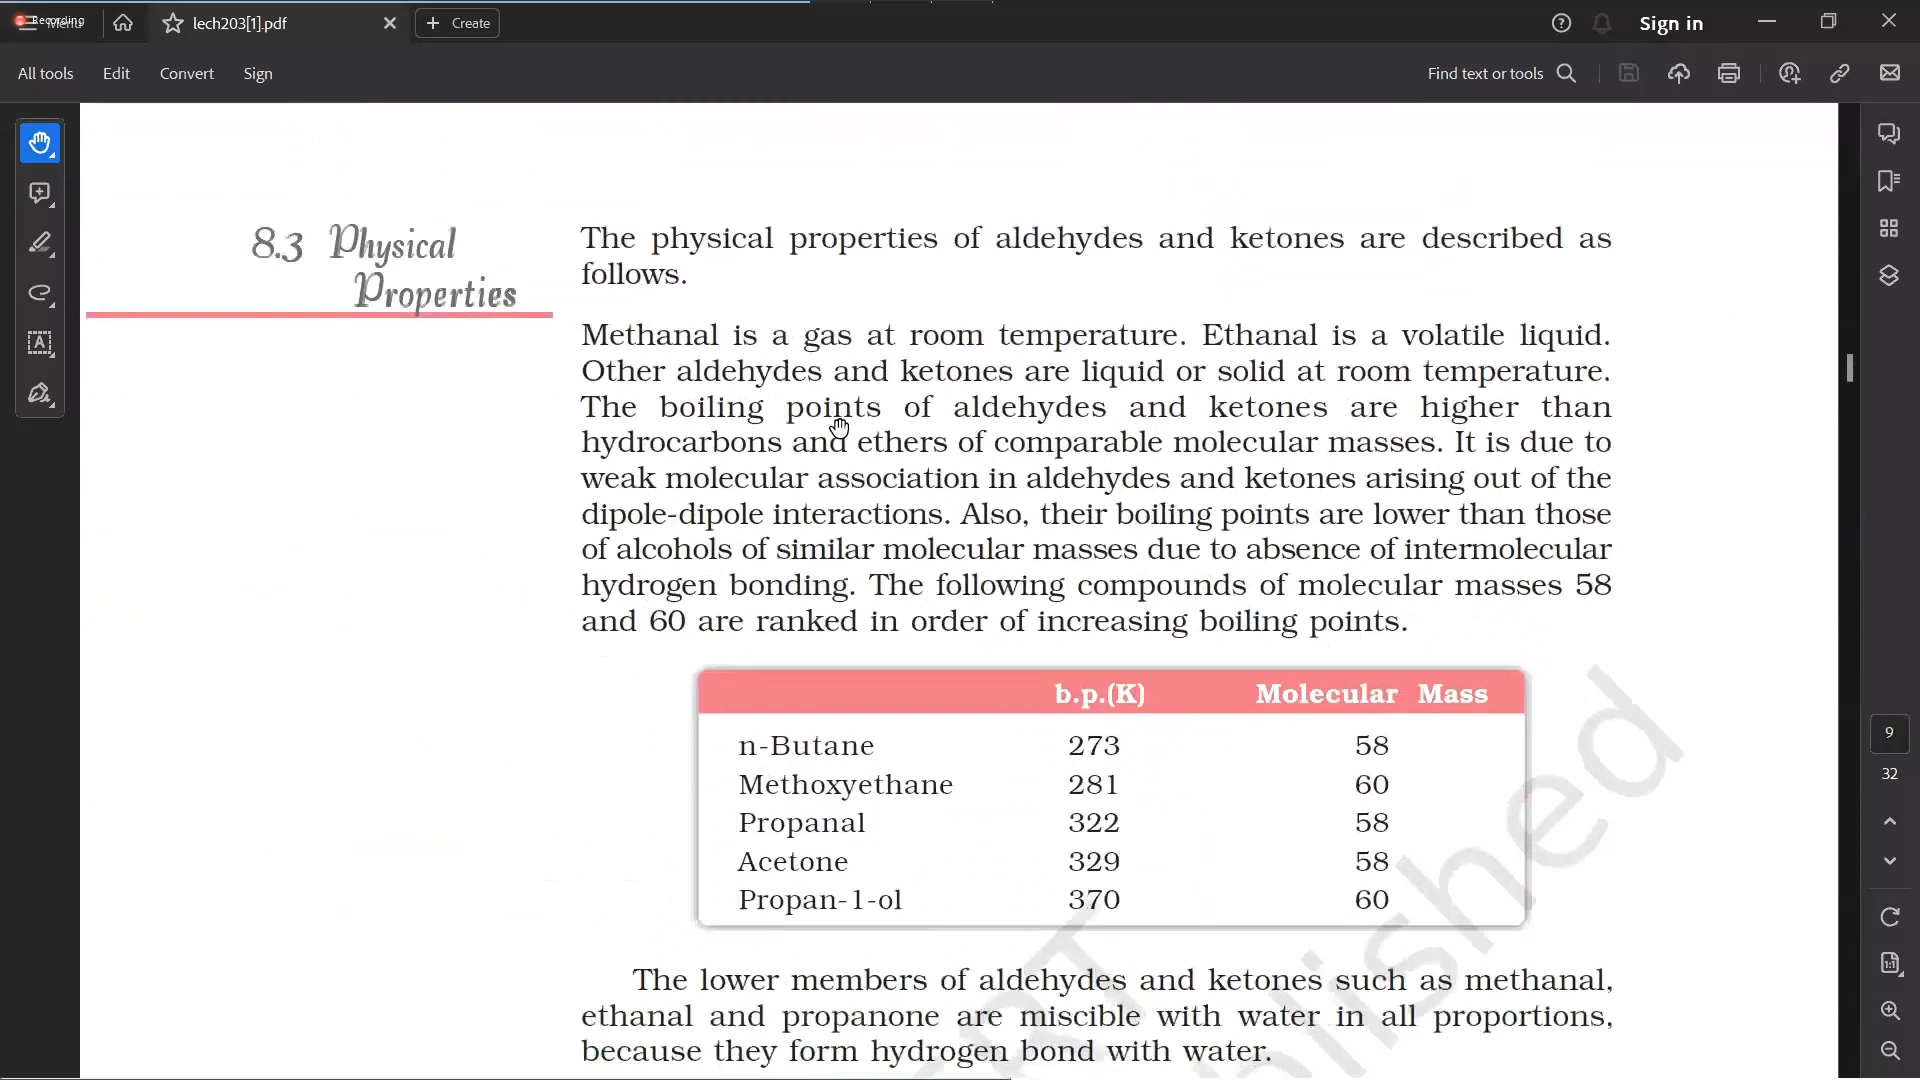 Recording
Menu
lech203[1].pdf
Create
Sign in
All tools
Edit
Convert
Sign
Find text or tools
8.3 Physical
Properties
The physical properties of aldehydes and ketones are described as
follows.
Methanal is a gas at room temperature. Ethanal is a volatile liquid.
Other aldehydes and ketones are liquid or solid at room temperature.
The boiling points of aldehydes and ketones are higher than
hydrocarbons and ethers of comparable molecular masses. It is due to
weak molecular association in aldehydes and ketones arising out of the
dipole-dipole interactions. Also, their boiling points are lower than those
of alcohols of similar molecular masses due to absence of intermolecular
hydrogen bonding. The following compounds of molecular masses 58
and 60 are ranked in order of increasing boiling points.
b.p.(K) Molecular Mass
n-Butane 273 58
Methoxyethane 281 60
Propanal 322 58
Acetone 329 58
Propan-1-ol 370 60
The lower members of aldehydes and ketones such as methanal,
ethanal and propanone are miscible with water in all proportions,
because they form hydrogen bond with water.
9
32